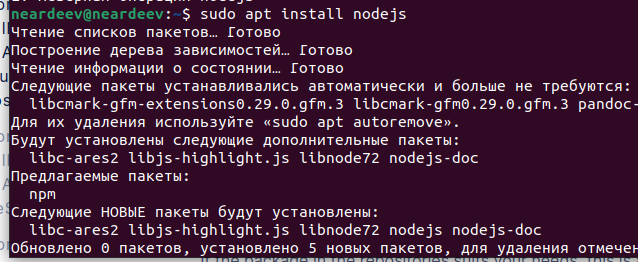 neardeev@neardeev:~$ sudo apt install nodejs
Чтение списков пакетов… Готово
Построение дерева зависимостей… Готово
Чтение информации о состоянии… Готово
Следующие пакеты устанавливались автоматически и больше не требуются:
libcmark-gfm-extensions0.29.0.gfm.3 libcmark-gfm0.29.0.gfm.3 pandoc-
Для их удаления используйте «sudo apt autoremove».
Будут установлены следующие дополнительные пакеты:
libc-ares2 libjs-highlight.js libnode72 nodejs-doc
Предлагаемые пакеты:
npm
Следующие НОВЫЕ пакеты будут установлены:
libc-ares2 libjs-highlight.js libnode72 nodejs nodejs-doc
Обновлено 0 пакетов, установлено 5 новых пакетов, для удаления отмечен